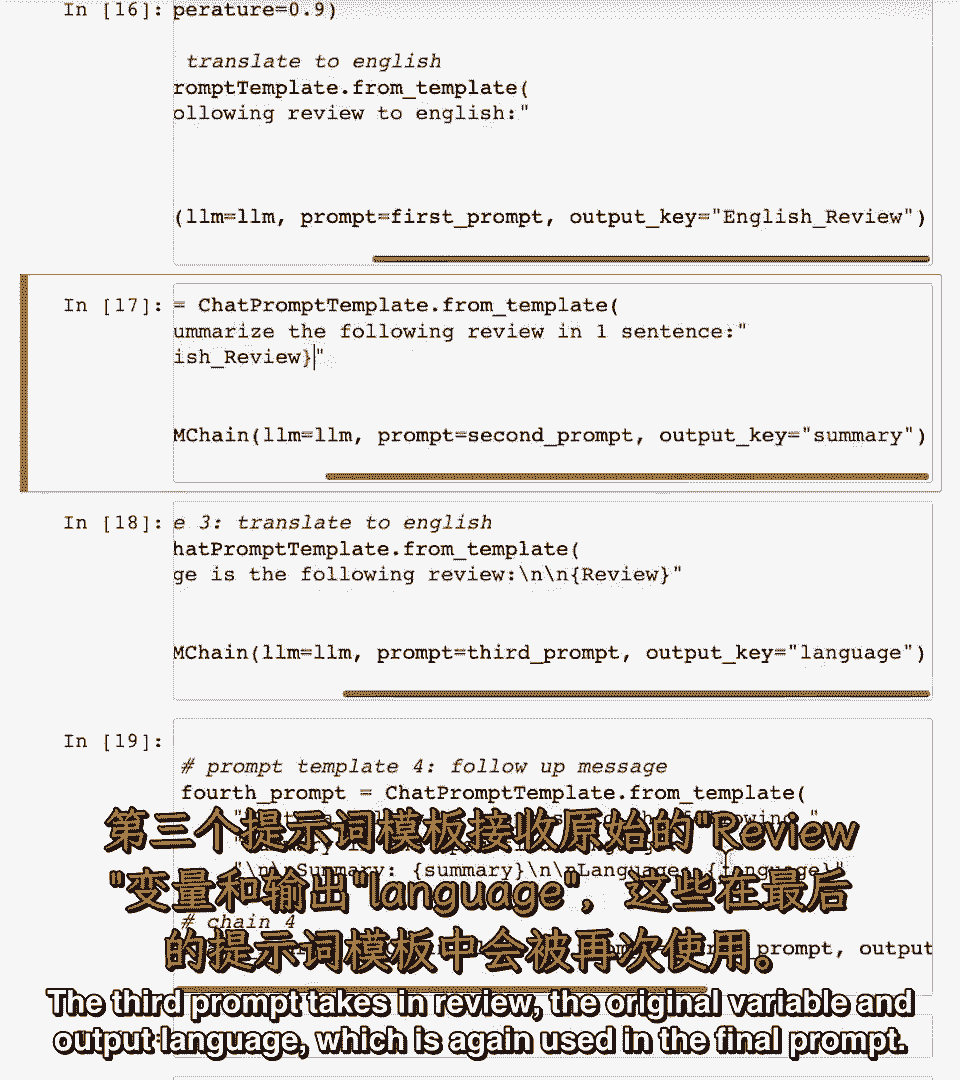 In [16]: perature=0.9)
translate to english
romptTemplate.from_template(
ollowing review to english:"
(llm=llm, prompt=first_prompt, output_key="English_Review")
In [17]: = ChatPromptTemplate.from_template(
ummarize the following review in 1 sentence:"
ish_Review}"
MChain(llm=llm, prompt=second_prompt, output_key="summary")
In [18]: e 3: translate to english
hatPromptTemplate.from_template(
ge is the following review:\n\n{Review}"
MChain(llm=llm, prompt=third_prompt, output_key="language")
In [19]:
# prompt template 4: follow up message
fourth_prompt = ChatPromptTemplate.from_template(
第三个提示词模板接收原始的"Review
"\n\nSummary: {summary}\n\nLanguage: {language}"
"变量和输出"language"，这些在最后
# chain 4
_prompt, output
的提示词模板中会被再次使用。
The third prompt takes in review, the original variable and
output language, which is again used in the final prompt.